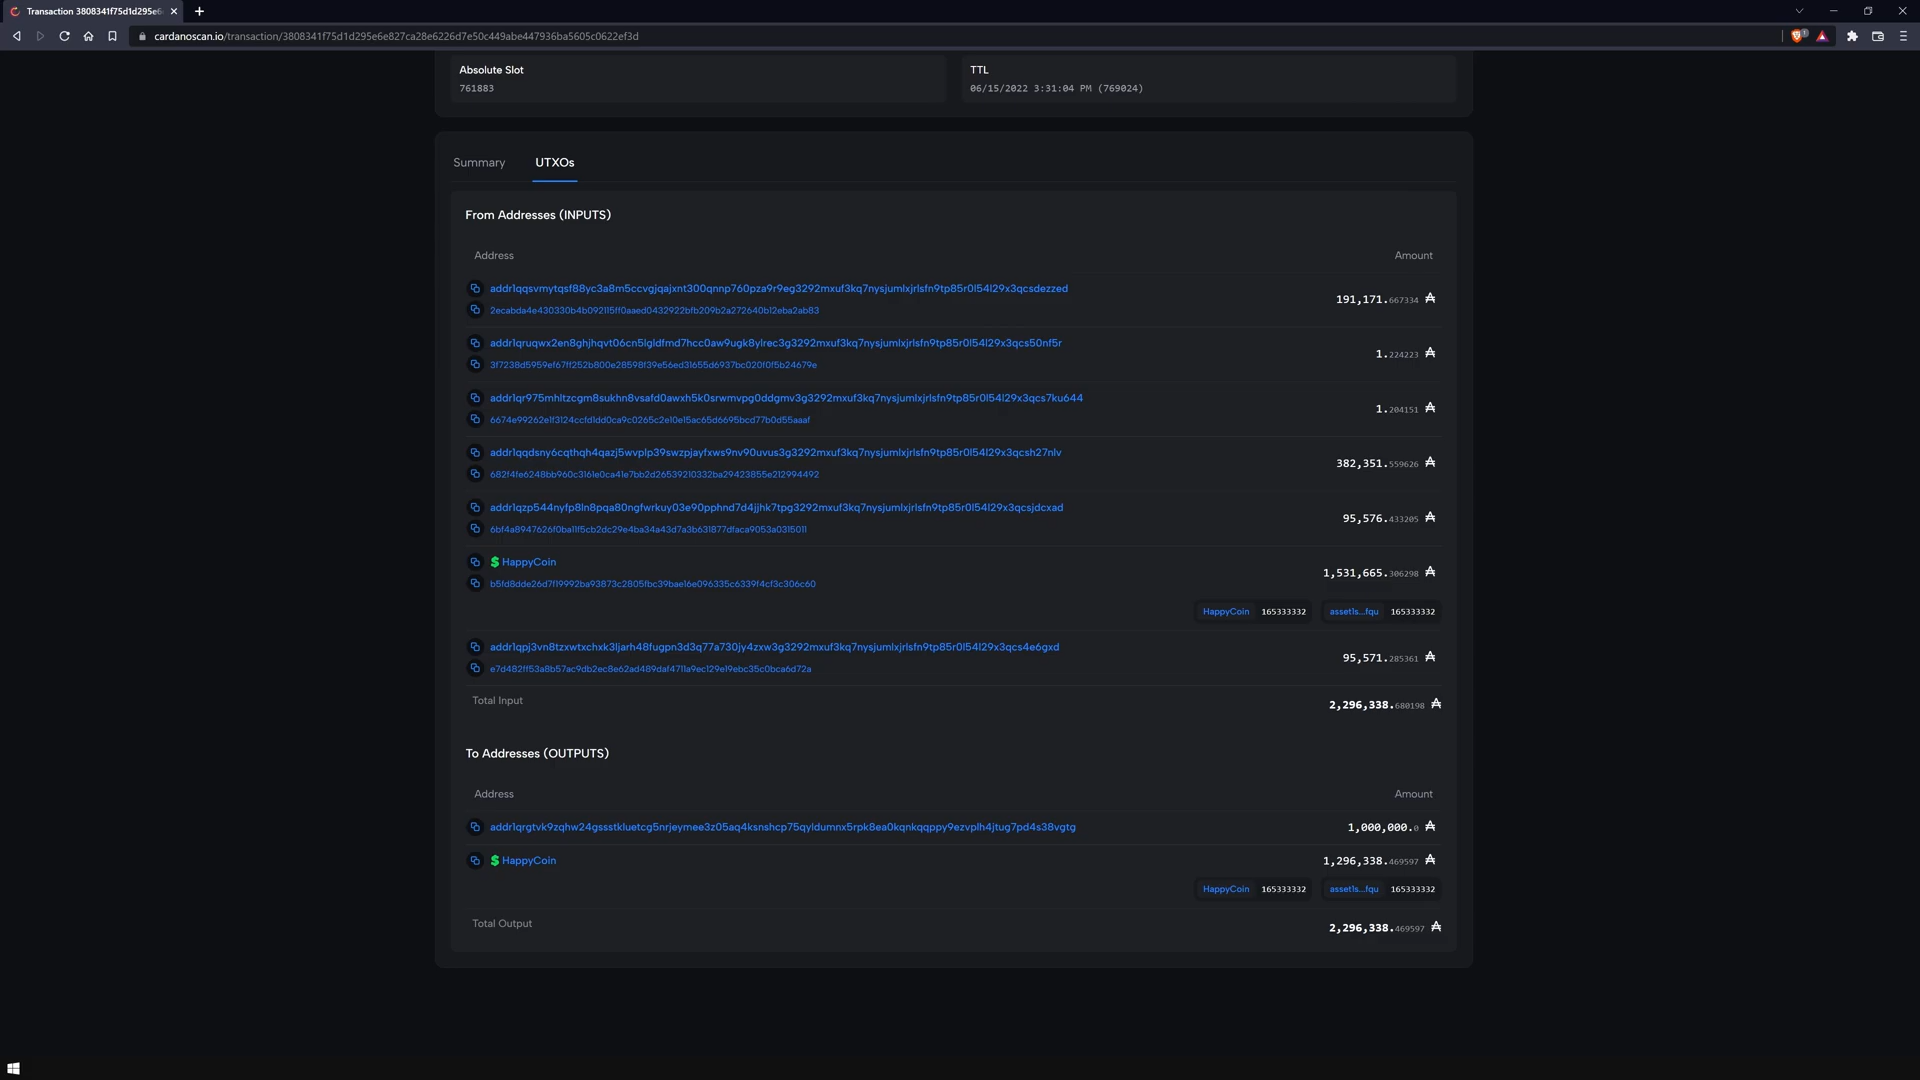 Transaction 3808341f75d1d295e6
cardanoscan.io/transaction/3808341f75d1d295e6e827ca28e6226d7e50c449abe447936ba5605c0622ef3d
Absolute Slot
761883
TTL
06/15/2022 3:31:04 PM (769024)
Summary
UTXOs
From Addresses (INPUTS)
Address Amount
addr1qqsvmytqsf88yc3a8m5ccvgjqajxnt300qnnp760pza9r9eg3292mxuf3kq7nysjumlxjrlsfn9tp85r0l54l29x3qcsdezzed
191,171.667334 ₳
2ecabda4e430330b4b092115ff0aaed0432922bfb209b2a272640b12eba2ab83
addr1qruqwx2en8ghjhqvt06cn5lgldfmd7hcc0aw9ugk8ylrec3g3292mxuf3kq7nysjumlxjrlsfn9tp85r0l54l29x3qcs50nf5r
1.224223 ₳
3f7238d5959ef67ff252b800e28598f39e56ed31655d6937bc020f0f5b24679e
addr1qr975mhltzcgm8sukhn8vsafd0awxh5k0srwmvpg0ddgmv3g3292mxuf3kq7nysjumlxjrlsfn9tp85r0l54l29x3qcs7ku644
1.204151 ₳
6674e99262e1f3124ccfd1dd0ca9c0265c2e10e15ac65d6695bcd77b0d55aaaf
addr1qqdsny6cqthqh4qazj5wvplp39swzpjayfxws9nv90uvus3g3292mxuf3kq7nysjumlxjrlsfn9tp85r0l54l29x3qcsh27nlv
382,351.559626 ₳
682f4fe6248bb960c3161e0ca41e7bb2d26539210332ba29423855e212994492
addr1qzp544nyfp8ln8pqa80ngfwrkuy03e90pphnd7d4jjhk7tpg3292mxuf3kq7nysjumlxjrlsfn9tp85r0l54l29x3qcsjdcxad
95,576.433205 ₳
6bf4a8947626f0ba11f5cb2dc29e4ba34a43d7a3b631877dfaca9053a0315011
HappyCoin
1,531,665.306298 ₳
b5fd8dde26d7f19992ba93873c2805fbc39bae16e096335c6339f4cf3c306c60
HappyCoin 165333332 asset1s...fqu 165333332
addr1qpj3vn8tzxwtxchxk3ljarh48fugpn3d3q77a730jy4zxw3g3292mxuf3kq7nysjumlxjrlsfn9tp85r0l54l29x3qcs4e6gxd
95,571.285361 ₳
e7d482ff53a8b57ac9db2ec8e62ad489daf4711a9ec129e19ebc35c0bca6d72a
Total Input 2,296,338.680198 ₳
To Addresses (OUTPUTS)
Address Amount
addr1qrgtvk9zqhw24gssstkluetcg5nrjeymee3z05aq4ksnshcp75qyldumnx5rpk8ea0kqnkqqppy9ezvplh4jtug7pd4s38vgtg 1,000,000.0 ₳
HappyCoin 1,296,338.469597 ₳
HappyCoin 165333332 asset1s...fqu 165333332
Total Output 2,296,338.469597 ₳